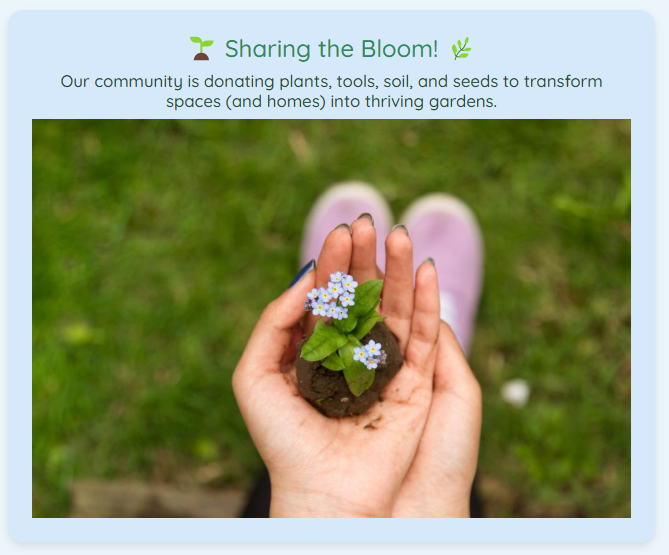 Sharing the Bloom!
Our community is donating plants, tools, soil, and seeds to transform
spaces (and homes) into thriving gardens.